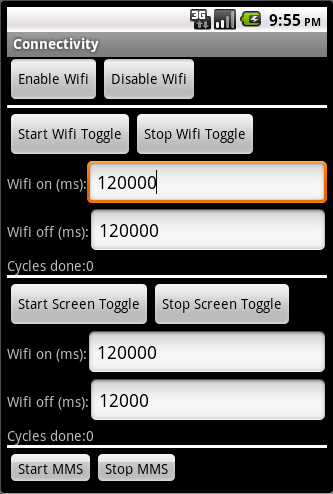 3G 9:55 PM
Connectivity
Enable Wifi Disable Wifi
Start Wifi Toggle Stop Wifi Toggle
Wifi on (ms): 120000
Wifi off (ms): 120000
Cycles done:0
Start Screen Toggle Stop Screen Toggle
Wifi on (ms): 120000
Wifi off (ms): 12000
Cycles done:0
Start MMS Stop MMS